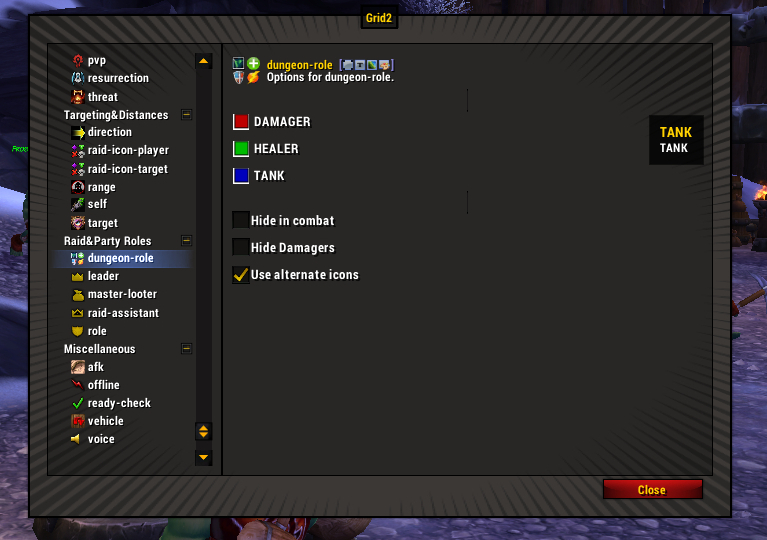 Grid2
pvp
resurrection
threat
Targeting&Distances
direction
raid-icon-player
raid-icon-target
range
self
target
Raid&Party Roles
dungeon-role
leader
master-looter
raid-assistant
role
Miscellaneous
afk
offline
ready-check
vehicle
voice
dungeon-role
Options for dungeon-role.
DAMAGER
HEALER
TANK
Hide in combat
Hide Damagers
Use alternate icons
TANK
TANK
Close